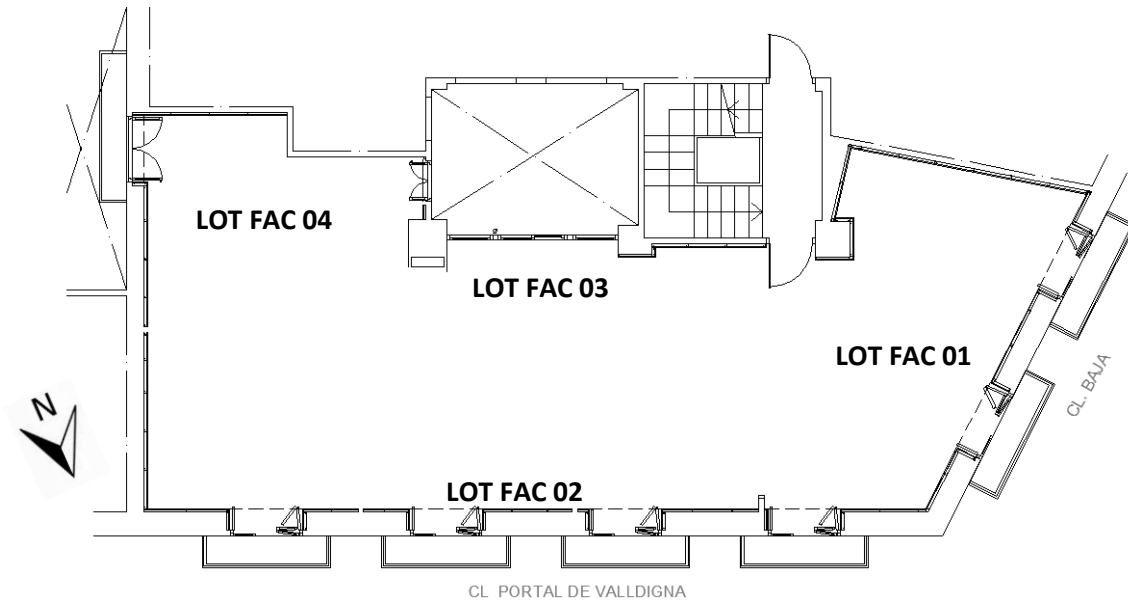 LOT FAC 04
LOT FAC 03
LOT FAC 01
CL. BAJA
N
LOT FAC 02
CL PORTAL DE VALLDIGNA